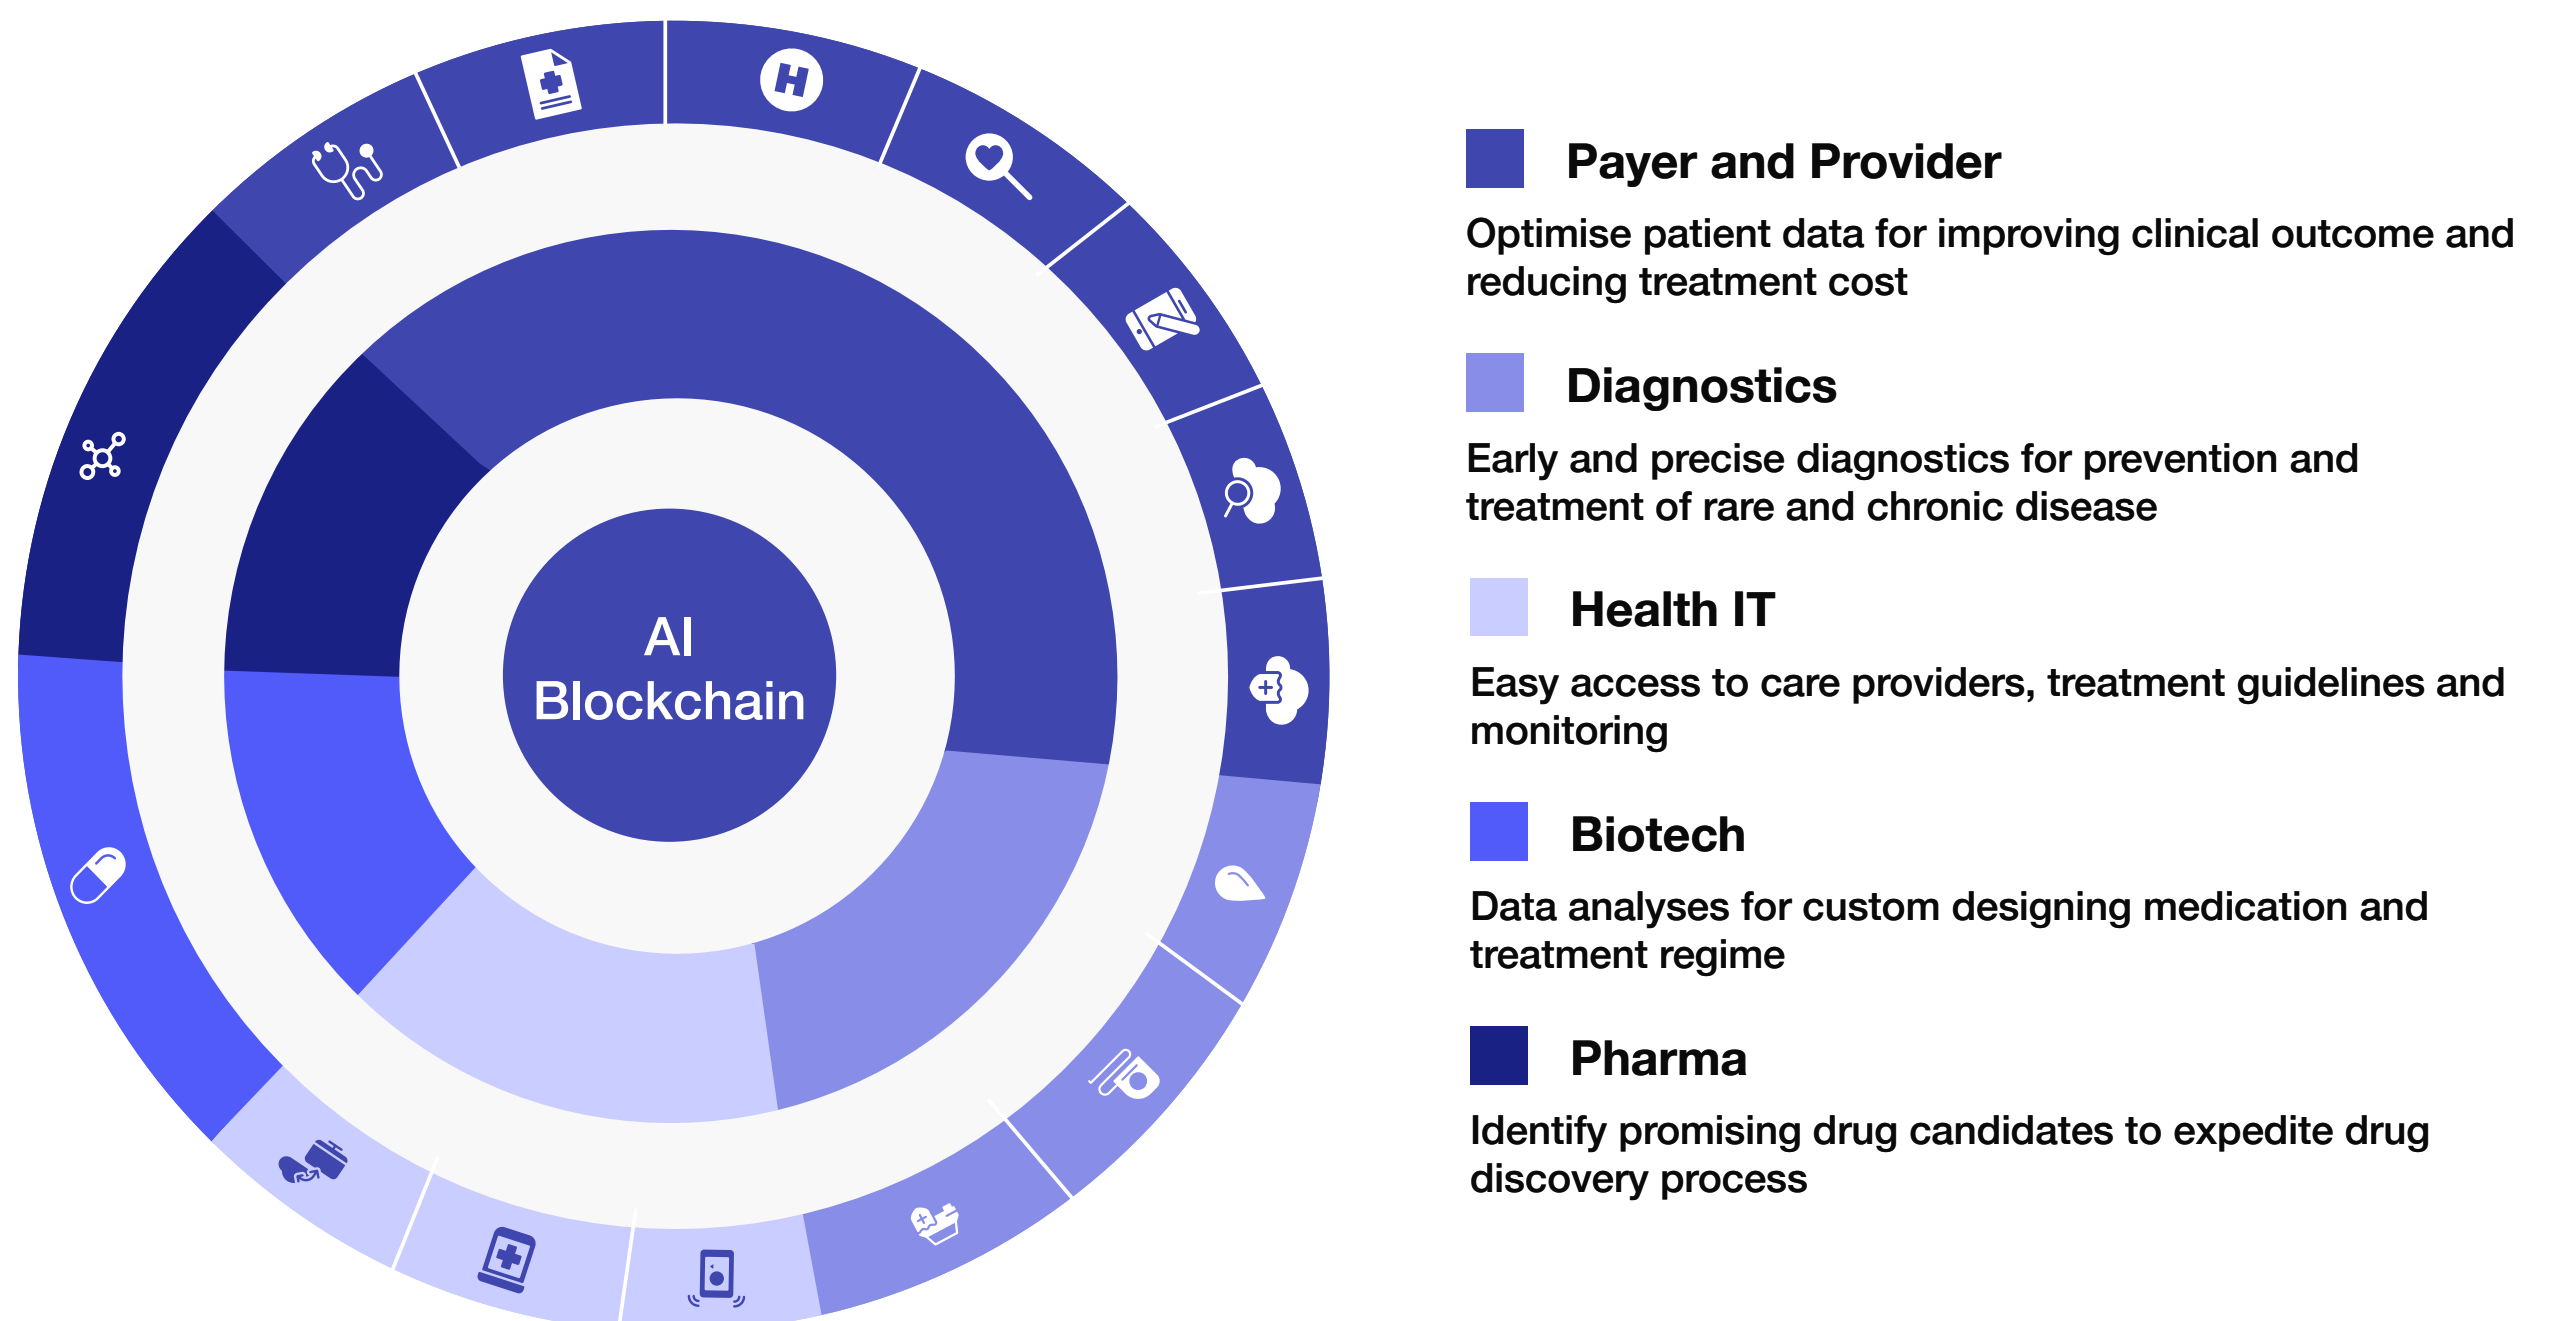 AI
Blockchain
Payer and Provider
Optimise patient data for improving clinical outcome and
reducing treatment cost
Diagnostics
Early and precise diagnostics for prevention and
treatment of rare and chronic disease
Health IT
Easy access to care providers, treatment guidelines and
monitoring
Biotech
Data analyses for custom designing medication and
treatment regime
Pharma
Identify promising drug candidates to expedite drug
discovery process